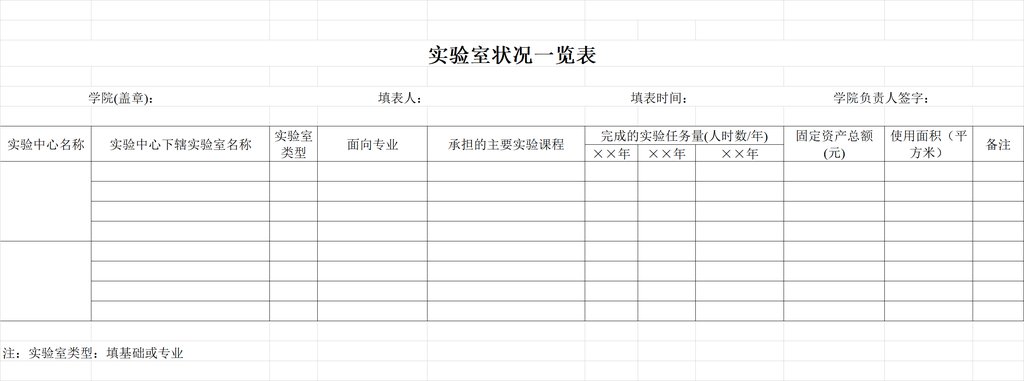 实验室状况一览表
学院(盖章): 填表人: 填表时间: 学院负责人签字:
实验中心名称 实验中心下辖实验室名称 实验室 类型 面向专业 承担的主要实验课程 完成的实验任务量(人时数/年) 固定资产总额 (元) 使用面积（平 方米） 备注
××年 ××年 ××年
注：实验室类型：填基础或专业